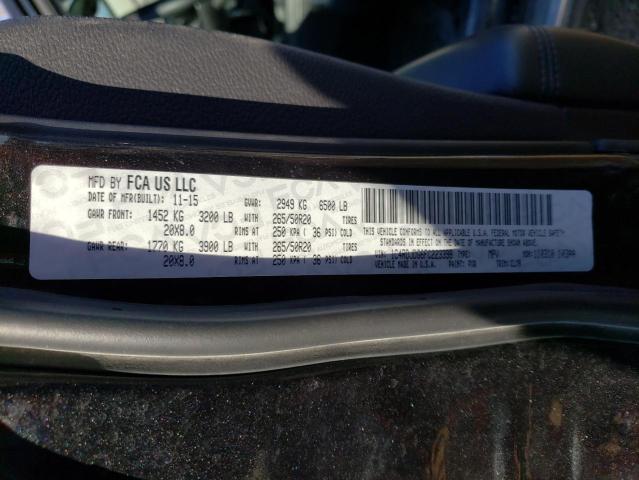 MFD BY FCA US LLC
DATE OF MFR(BUILT): 11-15 GVWR: 2949 KG 6500 LB
GAWR FRONT: 1452 KG 3200 LB WITH 265/50R20 TIRES
20X8.0 RIMS AT 250 KPA ( 36 PSI) COLD
GAWR REAR: 1770 KG 3900 LB WITH 265/50R20 TIRES
20X8.0 RIMS AT 250 KPA ( 36 PSI) COLD
THIS VEHICLE CONFORMS TO ALL APPLICABLE U.S.A. FEDERAL MOTOR VEHICLE SAFETY
STANDARDS IN EFFECT ON THE DATE OF MANUFACTURE SHOWN ABOVE.
TYPE: MPV MDH:
VEHICLE MADE IN U.S.A. PAINT: TRIM: